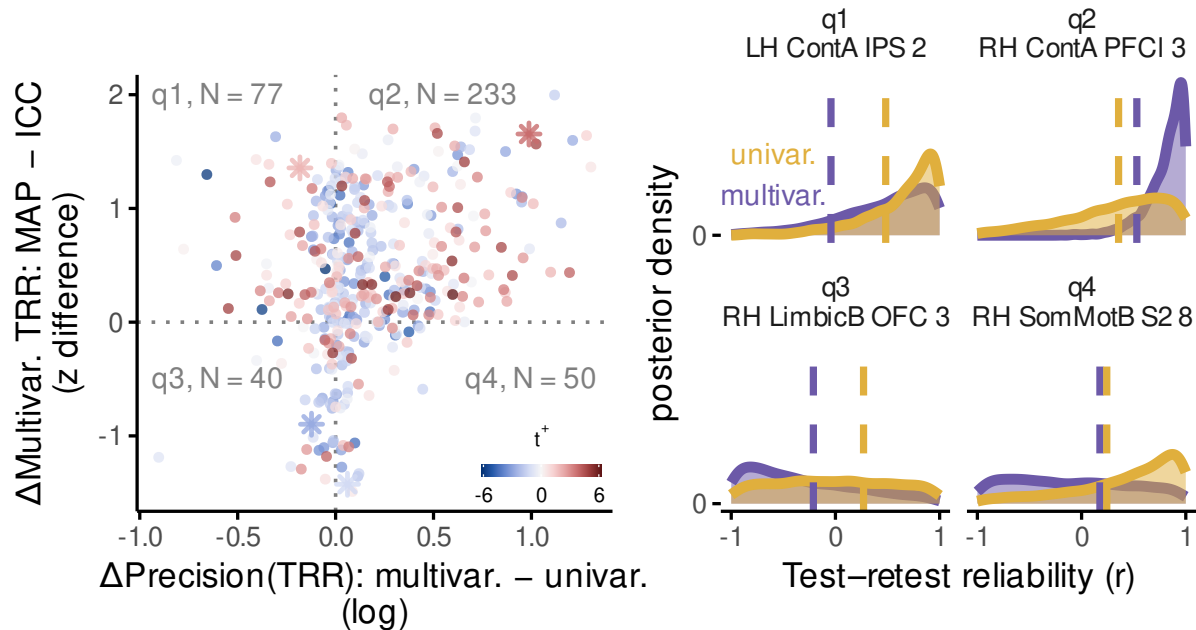 ΔMultivar. TRR: MAP − ICC
(z difference)
2
1
0
-1
q1, N = 77
q2, N = 233
q3, N = 40
q4, N = 50
t+
-6
0
6
-1.0
-0.5
0.0
0.5
1.0
ΔPrecision(TRR): multivar. − univar.
(log)
q1
LH ContA IPS 2
q2
RH ContA PFCl 3
univar.
multivar.
posterior density
0
q3
RH LimbicB OFC 3
q4
RH SomMotB S2 8
0
-1
0
1
-1
0
1
Test−retest reliability (r)